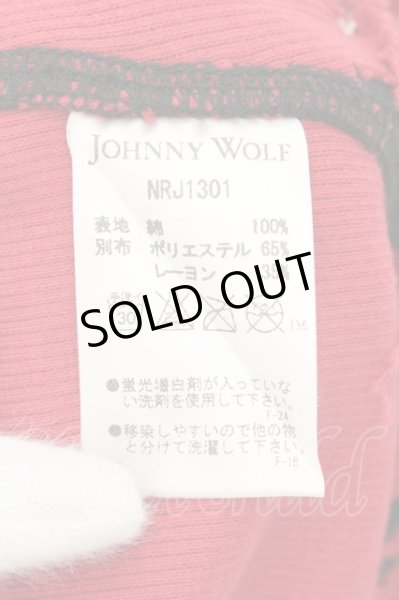 JOHNNY WOLF
NRJ1301
表地 綿 100%
別布 ポリエステル 65%
レーヨン 35%
SOLD OUT
30
156
●蛍光増白剤が入っていな
い洗剤を使用して下さい。
F-24
●移染しやすいので他の物
と分けて洗濯して下さい。
F-18